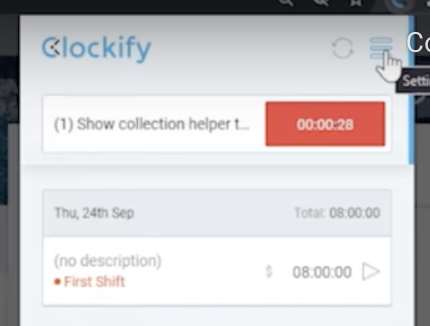 Clockify
Co
Setti
(1) Show collection helper t...
00:00:28
Thu, 24th Sep
Total: 08:00:00
(no description)
$ 08:00:00
• First Shift